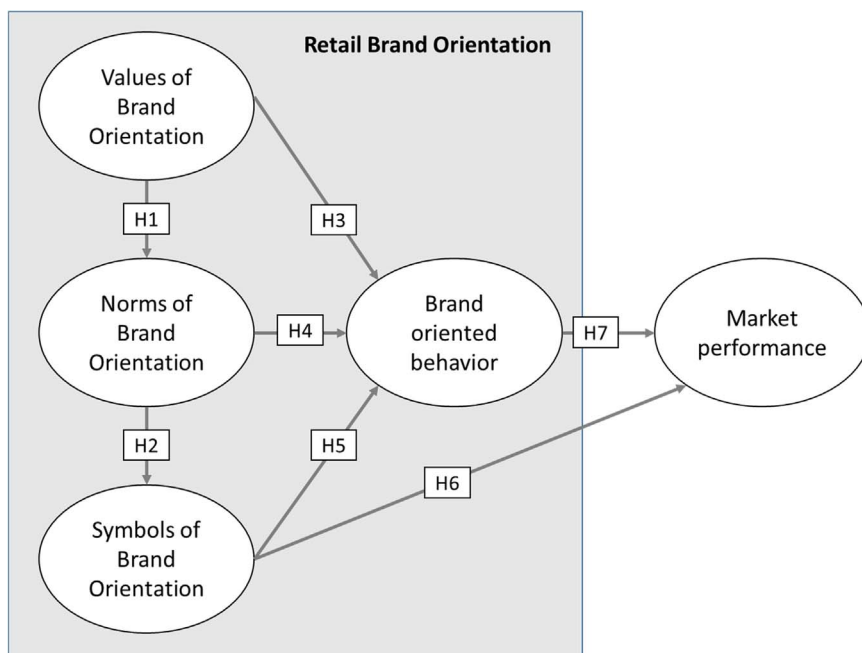 Retail Brand Orientation
Values of
Brand
Orientation
H1
H3
Norms of
Brand
Orientation
H4
Brand
oriented
behavior
H7
Market
performance
H2
H5
H6
Symbols of
Brand
Orientation